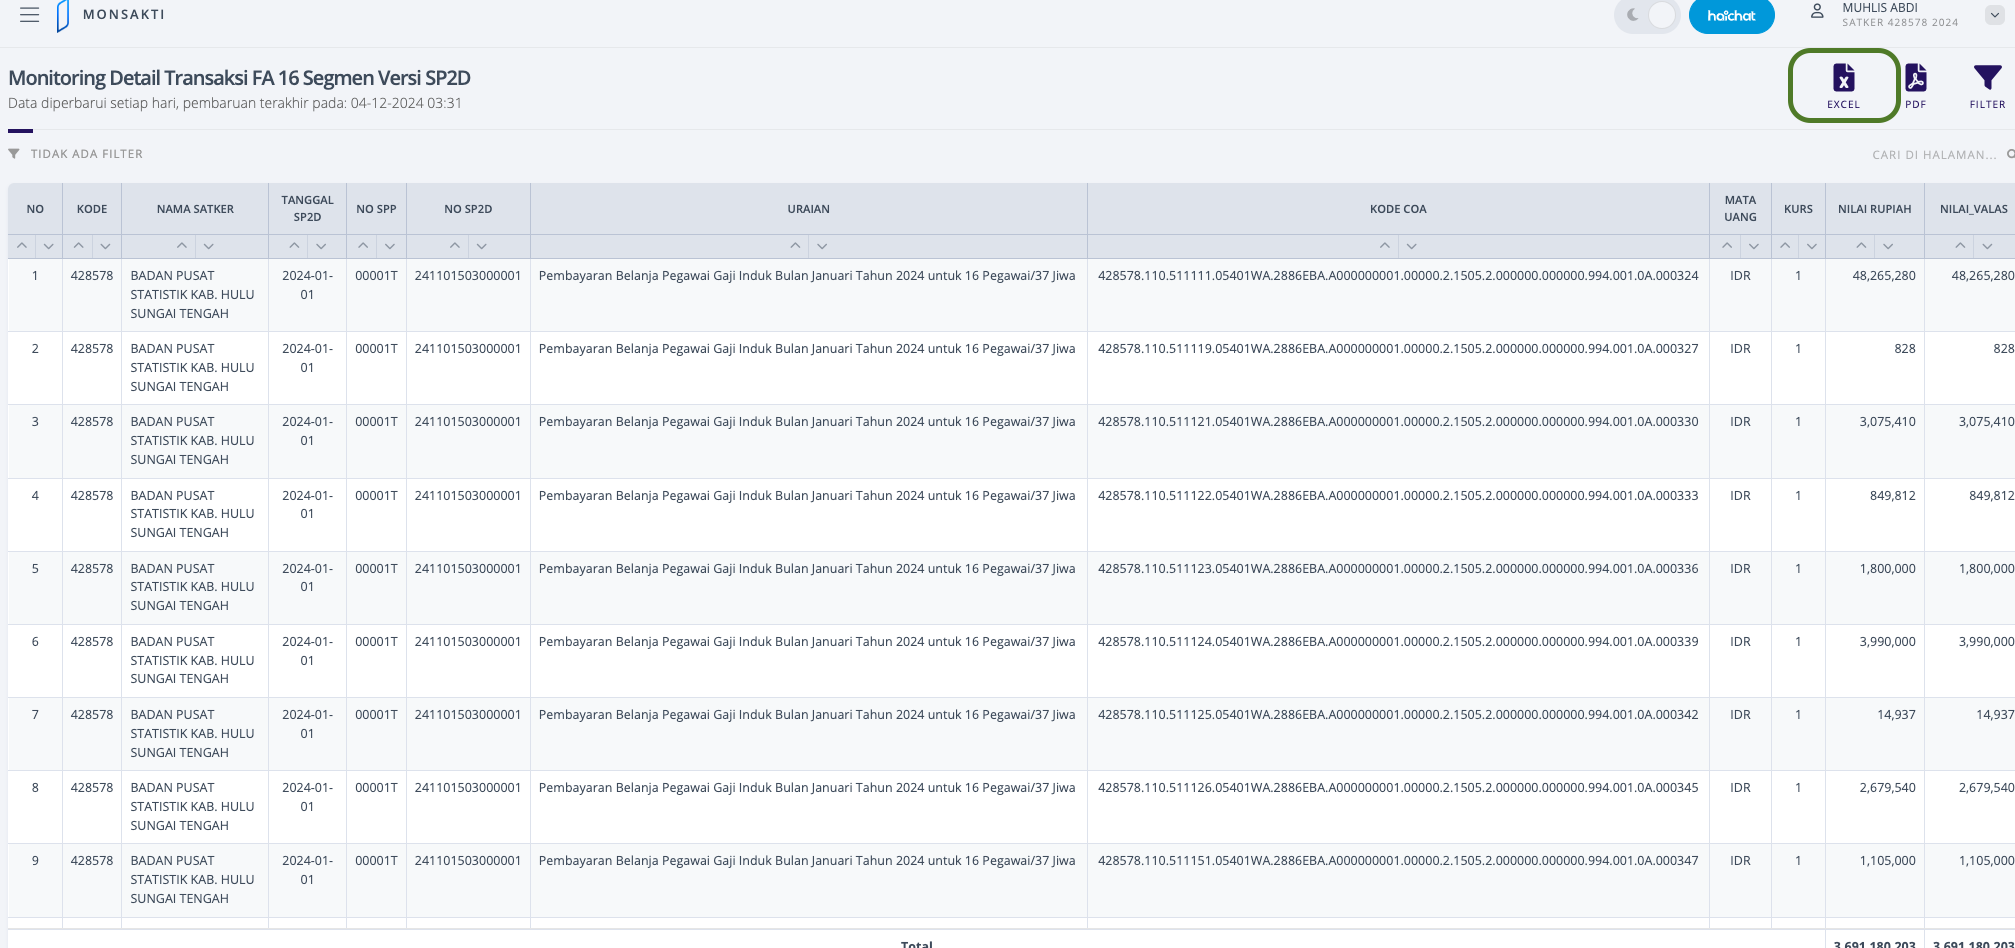 MONSAKTI
haichat
MUHLIS ABDI
SATKER 428578 2024
Monitoring Detail Transaksi FA 16 Segmen Versi SP2D
Data diperbarui setiap hari, pembaruan terakhir pada: 04-12-2024 03:31
EXCEL
PDF
FILTER
TIDAK ADA FILTER
CARI DI HALAMAN...
NO KODE NAMA SATKER TANGGAL SP2D NO SPP NO SP2D URAIAN KODE COA MATA UANG KURS NILAI RUPIAH NILAI_VALAS
1 428578 BADAN PUSAT 2024-01- 00001T 241101503000001 Pembayaran Belanja Pegawai Gaji Induk Bulan Januari Tahun 2024 untuk 16 Pegawai/37 Jiwa 428578.110.511111.05401WA.2886EBA.A000000001.00000.2.1505.2.000000.000000.994.001.0A.000324 IDR 1 48,265,280 48,265,280
STATISTIK KAB. HULU 01
SUNGAI TENGAH
2 428578 BADAN PUSAT 2024-01- 00001T 241101503000001 Pembayaran Belanja Pegawai Gaji Induk Bulan Januari Tahun 2024 untuk 16 Pegawai/37 Jiwa 428578.110.511119.05401WA.2886EBA.A000000001.00000.2.1505.2.000000.000000.994.001.0A.000327 IDR 1 828 828
STATISTIK KAB. HULU 01
SUNGAI TENGAH
3 428578 BADAN PUSAT 2024-01- 00001T 241101503000001 Pembayaran Belanja Pegawai Gaji Induk Bulan Januari Tahun 2024 untuk 16 Pegawai/37 Jiwa 428578.110.511121.05401WA.2886EBA.A000000001.00000.2.1505.2.000000.000000.994.001.0A.000330 IDR 1 3,075,410 3,075,410
STATISTIK KAB. HULU 01
SUNGAI TENGAH
4 428578 BADAN PUSAT 2024-01- 00001T 241101503000001 Pembayaran Belanja Pegawai Gaji Induk Bulan Januari Tahun 2024 untuk 16 Pegawai/37 Jiwa 428578.110.511122.05401WA.2886EBA.A000000001.00000.2.1505.2.000000.000000.994.001.0A.000333 IDR 1 849,812 849,812
STATISTIK KAB. HULU 01
SUNGAI TENGAH
5 428578 BADAN PUSAT 2024-01- 00001T 241101503000001 Pembayaran Belanja Pegawai Gaji Induk Bulan Januari Tahun 2024 untuk 16 Pegawai/37 Jiwa 428578.110.511123.05401WA.2886EBA.A000000001.00000.2.1505.2.000000.000000.994.001.0A.000336 IDR 1 1,800,000 1,800,000
STATISTIK KAB. HULU 01
SUNGAI TENGAH
6 428578 BADAN PUSAT 2024-01- 00001T 241101503000001 Pembayaran Belanja Pegawai Gaji Induk Bulan Januari Tahun 2024 untuk 16 Pegawai/37 Jiwa 428578.110.511124.05401WA.2886EBA.A000000001.00000.2.1505.2.000000.000000.994.001.0A.000339 IDR 1 3,990,000 3,990,000
STATISTIK KAB. HULU 01
SUNGAI TENGAH
7 428578 BADAN PUSAT 2024-01- 00001T 241101503000001 Pembayaran Belanja Pegawai Gaji Induk Bulan Januari Tahun 2024 untuk 16 Pegawai/37 Jiwa 428578.110.511125.05401WA.2886EBA.A000000001.00000.2.1505.2.000000.000000.994.001.0A.000342 IDR 1 14,937 14,937
STATISTIK KAB. HULU 01
SUNGAI TENGAH
8 428578 BADAN PUSAT 2024-01- 00001T 241101503000001 Pembayaran Belanja Pegawai Gaji Induk Bulan Januari Tahun 2024 untuk 16 Pegawai/37 Jiwa 428578.110.511126.05401WA.2886EBA.A000000001.00000.2.1505.2.000000.000000.994.001.0A.000345 IDR 1 2,679,540 2,679,540
STATISTIK KAB. HULU 01
SUNGAI TENGAH
9 428578 BADAN PUSAT 2024-01- 00001T 241101503000001 Pembayaran Belanja Pegawai Gaji Induk Bulan Januari Tahun 2024 untuk 16 Pegawai/37 Jiwa 428578.110.511151.05401WA.2886EBA.A000000001.00000.2.1505.2.000000.000000.994.001.0A.000347 IDR 1 1,105,000 1,105,000
STATISTIK KAB. HULU 01
SUNGAI TENGAH
Total 3,691,180,203 3,691,180,203